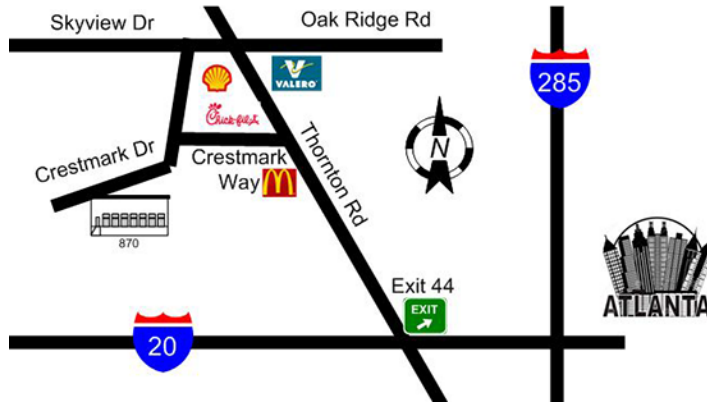 Skyview Dr
Oak Ridge Rd
285
VALERO
Chick-fil-A
Crestmark Dr
Crestmark
Way
Thornton Rd
N
870
Exit 44
EXIT
ATLANTA
20